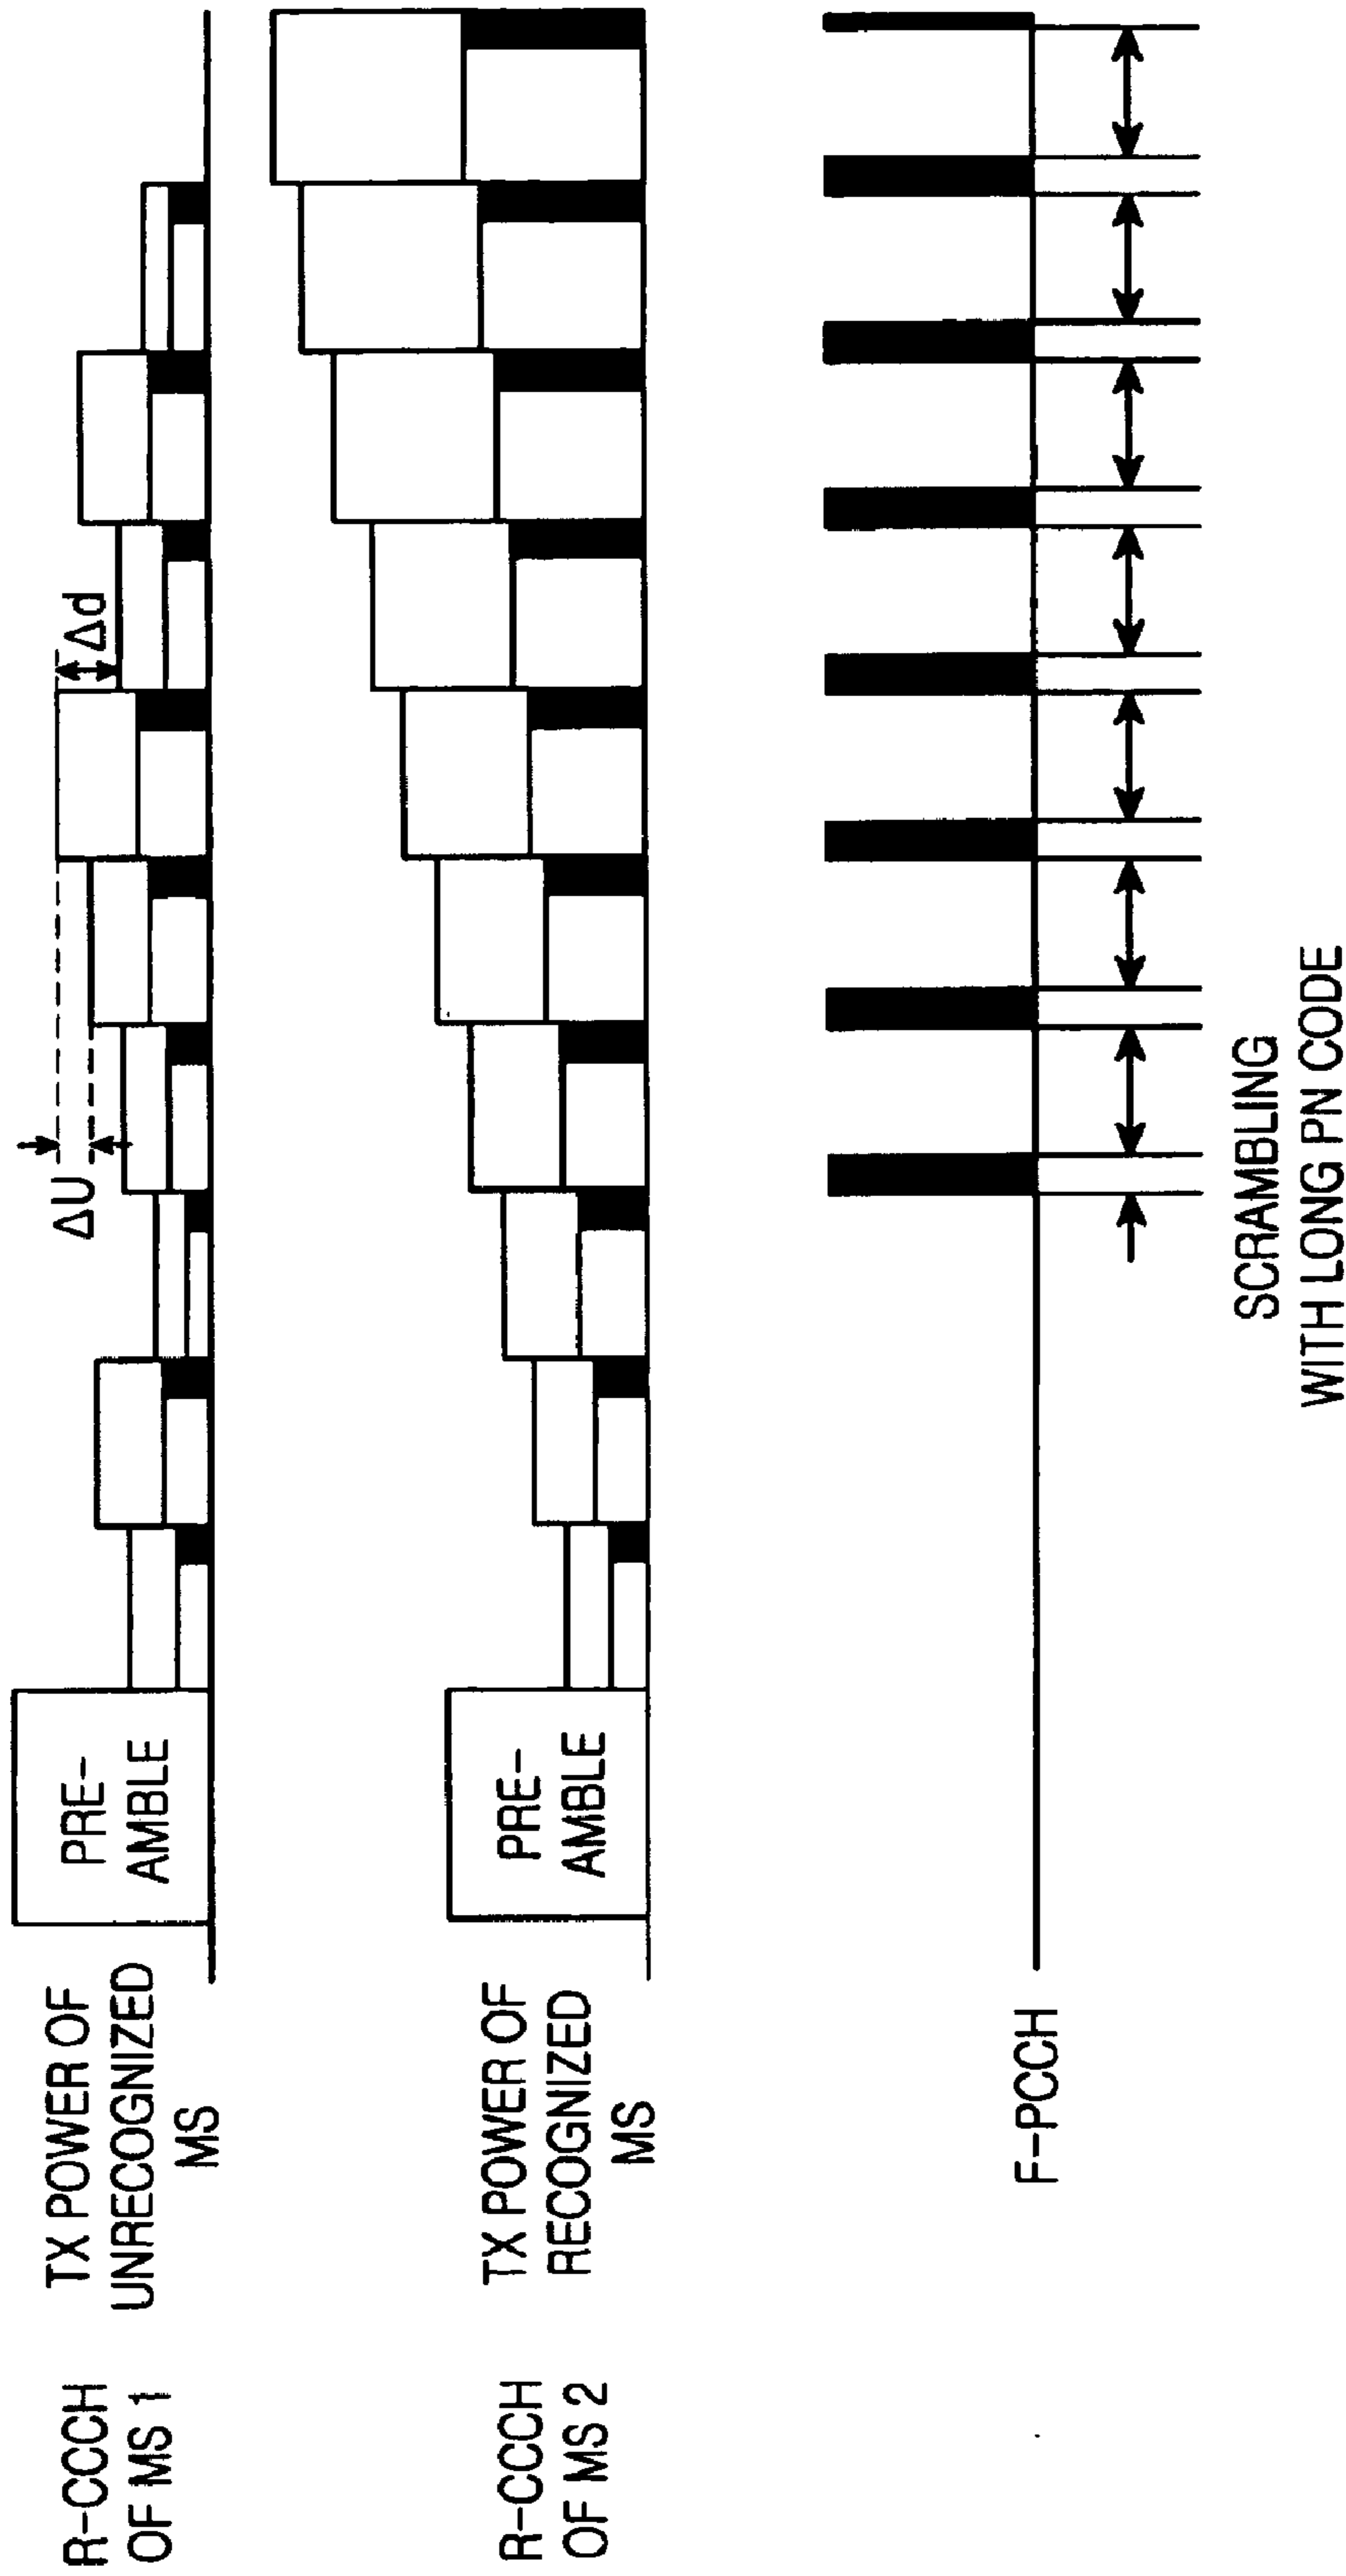 R-CCCH
OF MS 1
TX POWER OF
UNRECOGNIZED
MS
PRE-
AMBLE
ΔU
Δd
R-CCCH
OF MS 2
TX POWER OF
RECOGNIZED
MS
PRE-
AMBLE
F-PCCH
SCRAMBLING
WITH LONG PN CODE